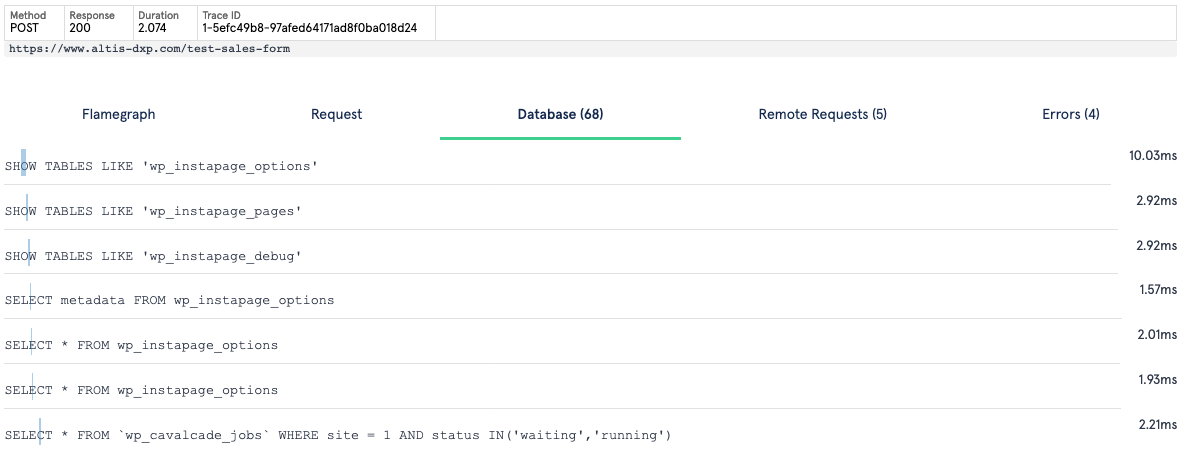 Method Response Duration Trace ID
POST 200 2.074 1-5efc49b8-97afed64171ad8f0ba018d24
https://www.altis-dxp.com/test-sales-form
Flamegraph Request Database (68) Remote Requests (5) Errors (4)
SHOW TABLES LIKE 'wp_instapage_options' 10.03ms
SHOW TABLES LIKE 'wp_instapage_pages' 2.92ms
SHOW TABLES LIKE 'wp_instapage_debug' 2.92ms
SELECT metadata FROM wp_instapage_options 1.57ms
SELECT * FROM wp_instapage_options 2.01ms
SELECT * FROM wp_instapage_options 1.93ms
SELECT * FROM `wp_cavalcade_jobs` WHERE site = 1 AND status IN('waiting','running') 2.21ms